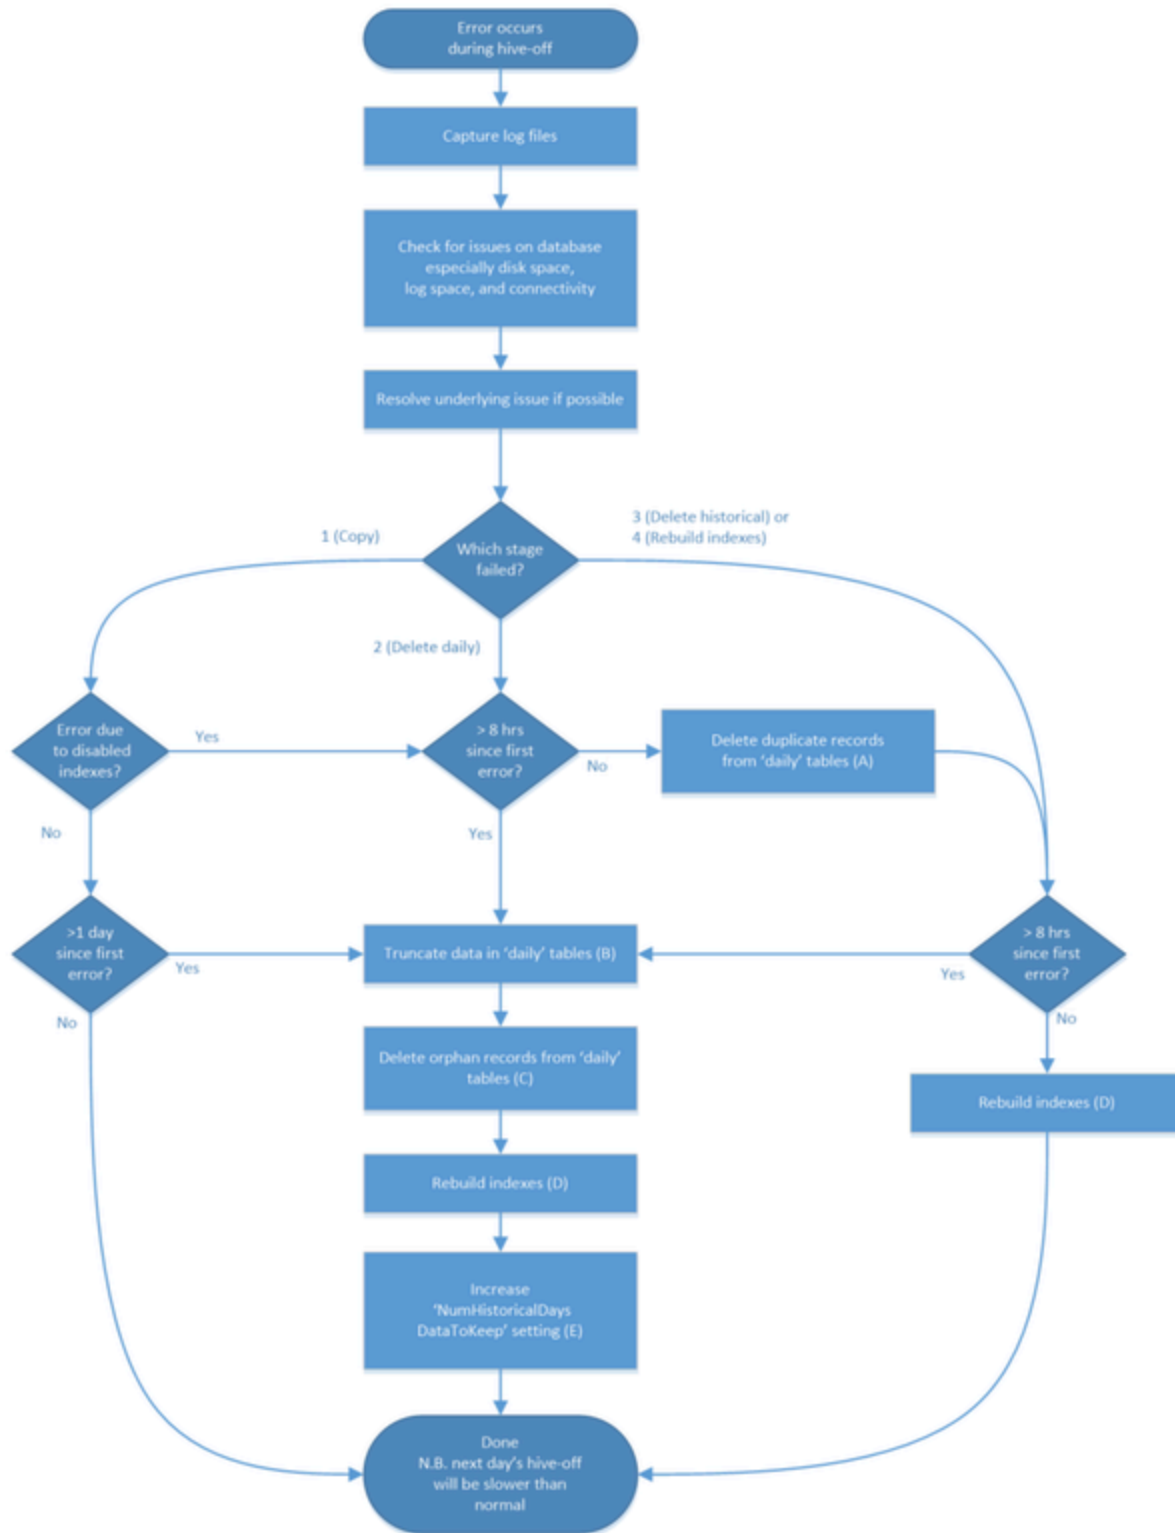 Error occurs
during hive-off
Capture log files
Check for issues on database
especially disk space,
log space, and connectivity
Resolve underlying issue if possible
1 (Copy)
Which stage
failed?
3 (Delete historical) or
4 (Rebuild indexes)
2 (Delete daily)
Error due
to disabled
indexes?
Yes
> 8 hrs
since first
error?
No
Delete duplicate records
from ‘daily’ tables (A)
No
Yes
>1 day
since first
error?
Yes
Truncate data in ‘daily’ tables (B)
> 8 hrs
since first
error?
Yes
No
No
Delete orphan records from ‘daily’
tables (C)
Rebuild indexes (D)
Rebuild indexes (D)
Increase
‘NumHistoricalDays
DataToKeep’ setting (E)
Done
N.B. next day’s hive-off
will be slower than
normal